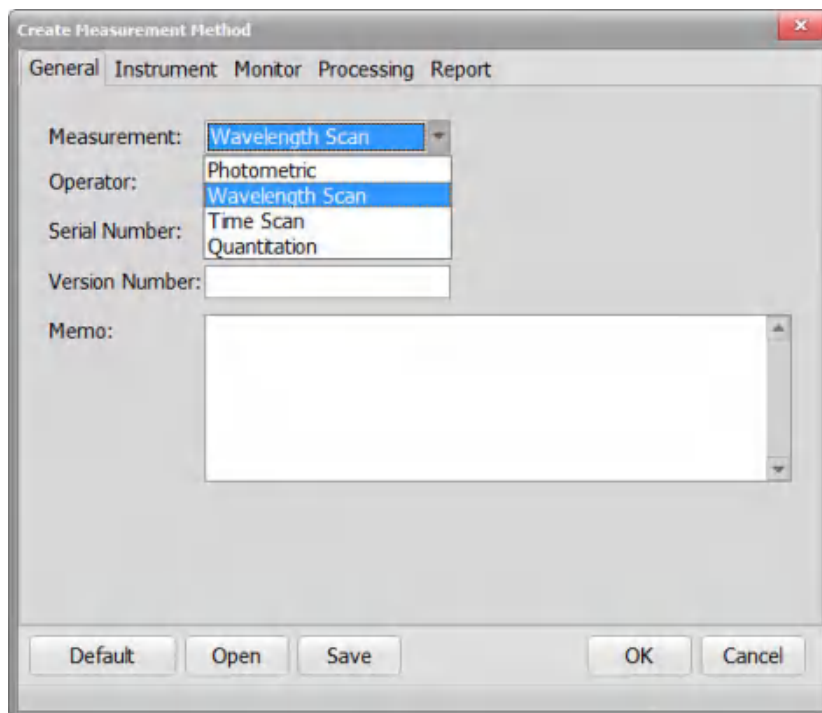 Create Measurement Method
General Instrument Monitor Processing Report
Measurement: Wavelength Scan
Photometric
Operator:
Wavelength Scan
Time Scan
Serial Number:
Quantitation
Version Number:
Memo:
Default Open Save OK Cancel